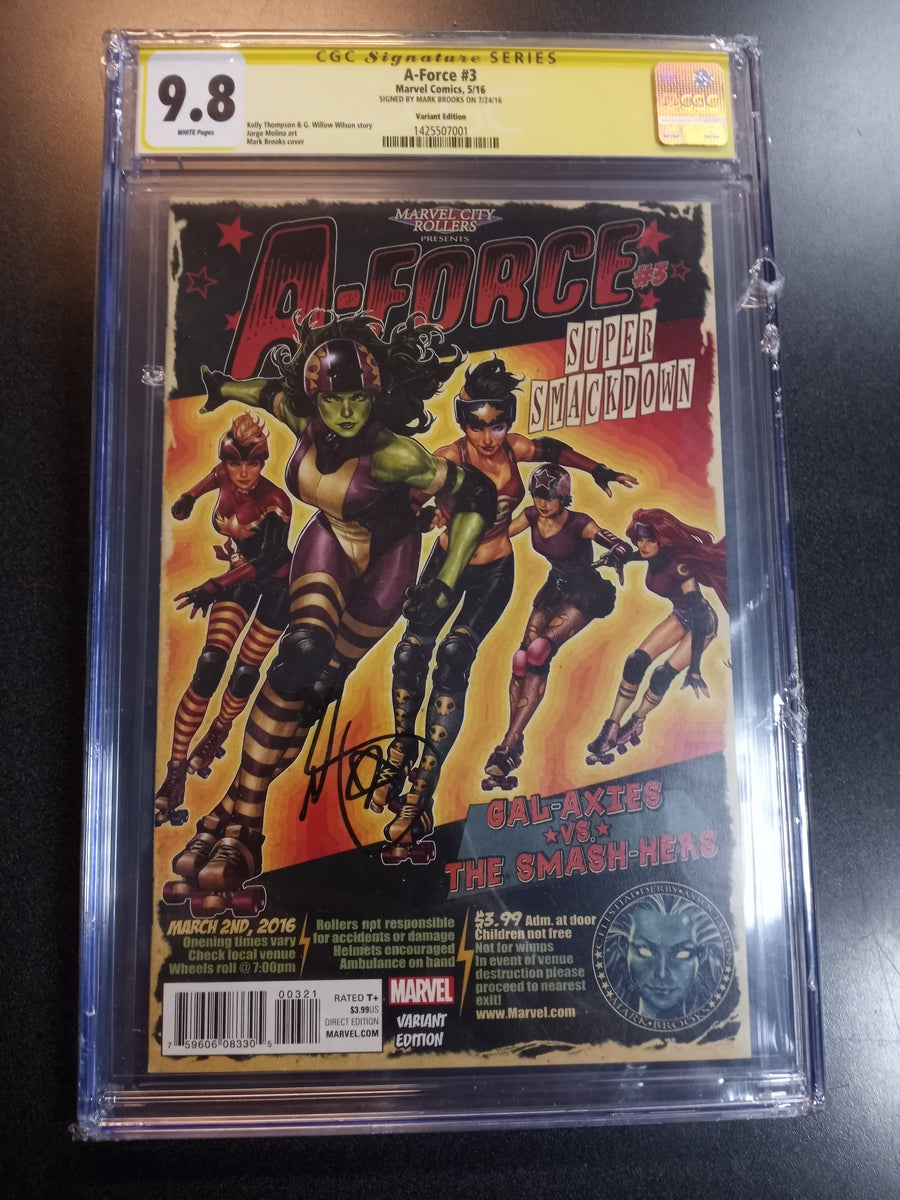 CGC Signature SERIES
9.8
WHITE Pages
A-Force #3
Marvel Comics, 5/16
SIGNED BY MARK BROOKS ON 7/24/16
Variant Edition
1425507001
Kelly Thompson & G. Willow Wilson story
Jorge Molina art
Mark Brooks cover
CGC
MARVEL CITY
ROLLERS
PRESENTS
A-FORCE
#3
SUPER
SMACKDOWN
GAL-AXIES
VS.
THE SMASH-HERS
MARCH 2ND, 2016
Opening times vary
Check local venue
Wheels roll @ 7:00pm
Rollers not responsible
for accidents or damage
Helmets encouraged
Ambulance on hand
$3.99 Adm. at door
Children not free
Not for wimps
In event of venue
destruction please
proceed to nearest
exit!
www.Marvel.com
MARK BROOKS
00321
7 59606 08330 5
RATED T+
$3.99US
DIRECT EDITION
MARVEL.COM
MARVEL
VARIANT
EDITION